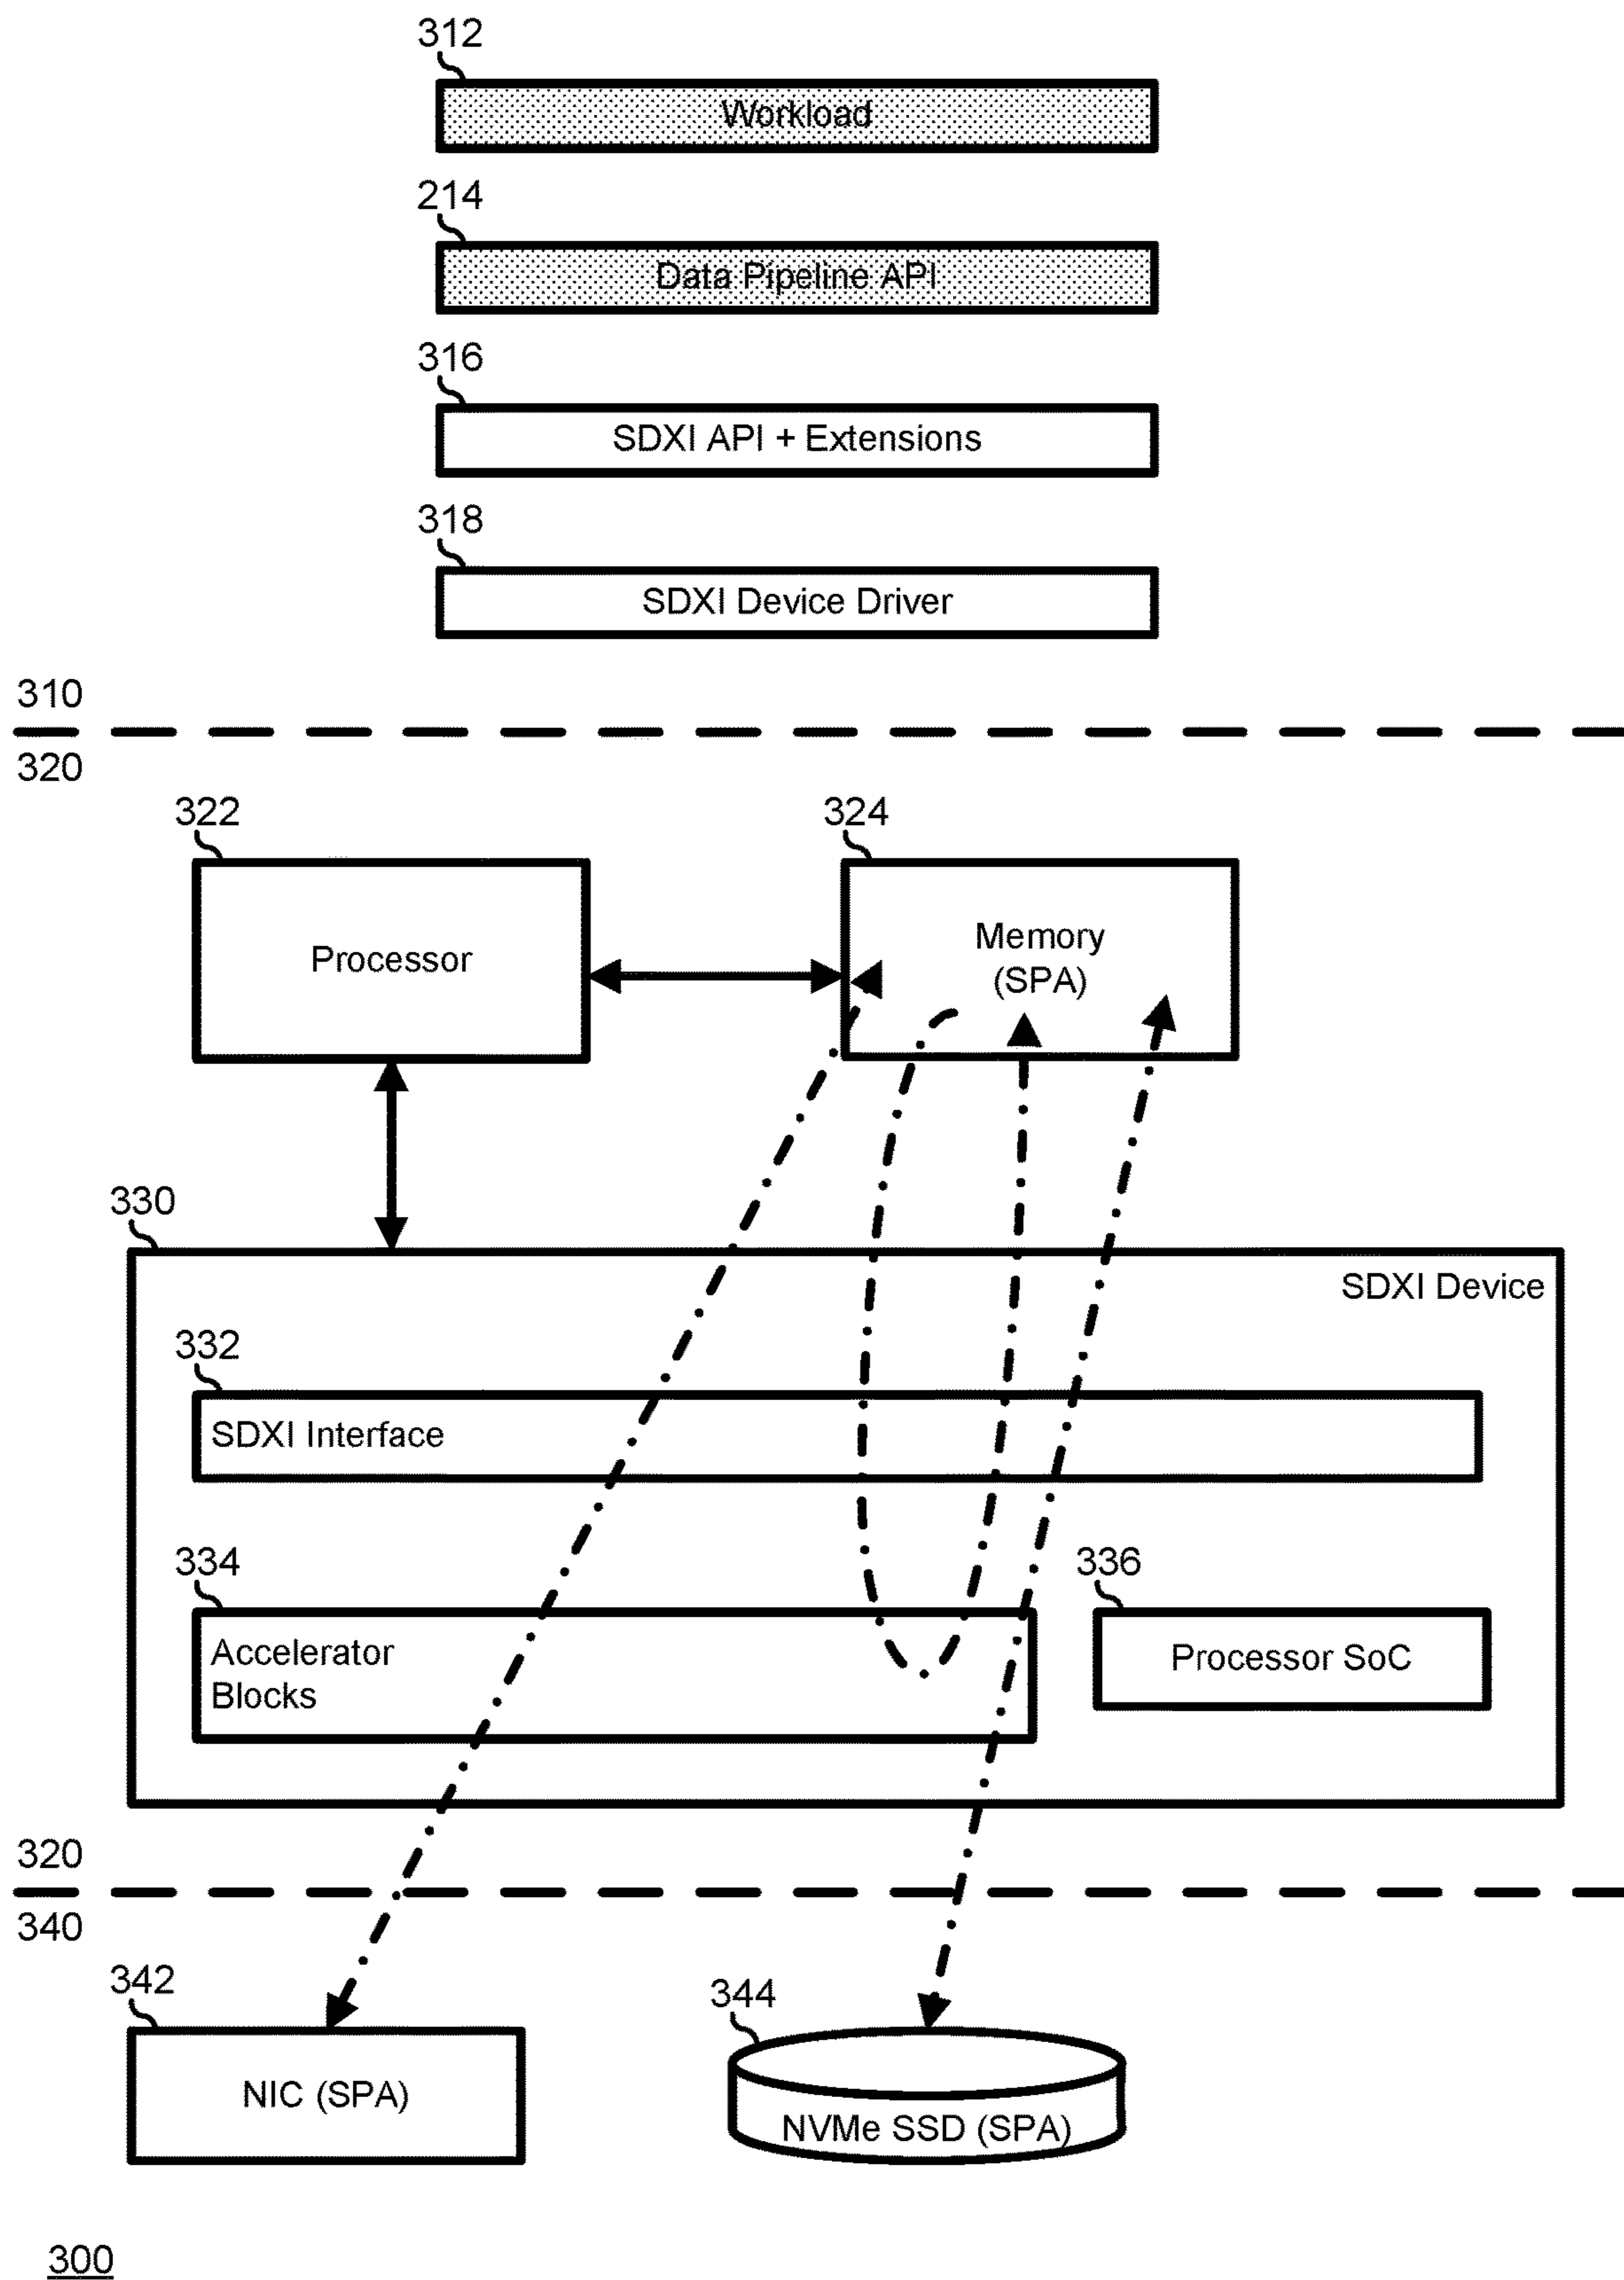 312
Workload
214
Data Pipeline API
316
SDXI API + Extensions
318
SDXI Device Driver
310
320
322
324
Processor
Memory
(SPA)
330
SDXI Device
332
SDXI Interface
334
336
Accelerator
Blocks
Processor SoC
320
340
342
344
NIC (SPA)
NVMe SSD (SPA)
300